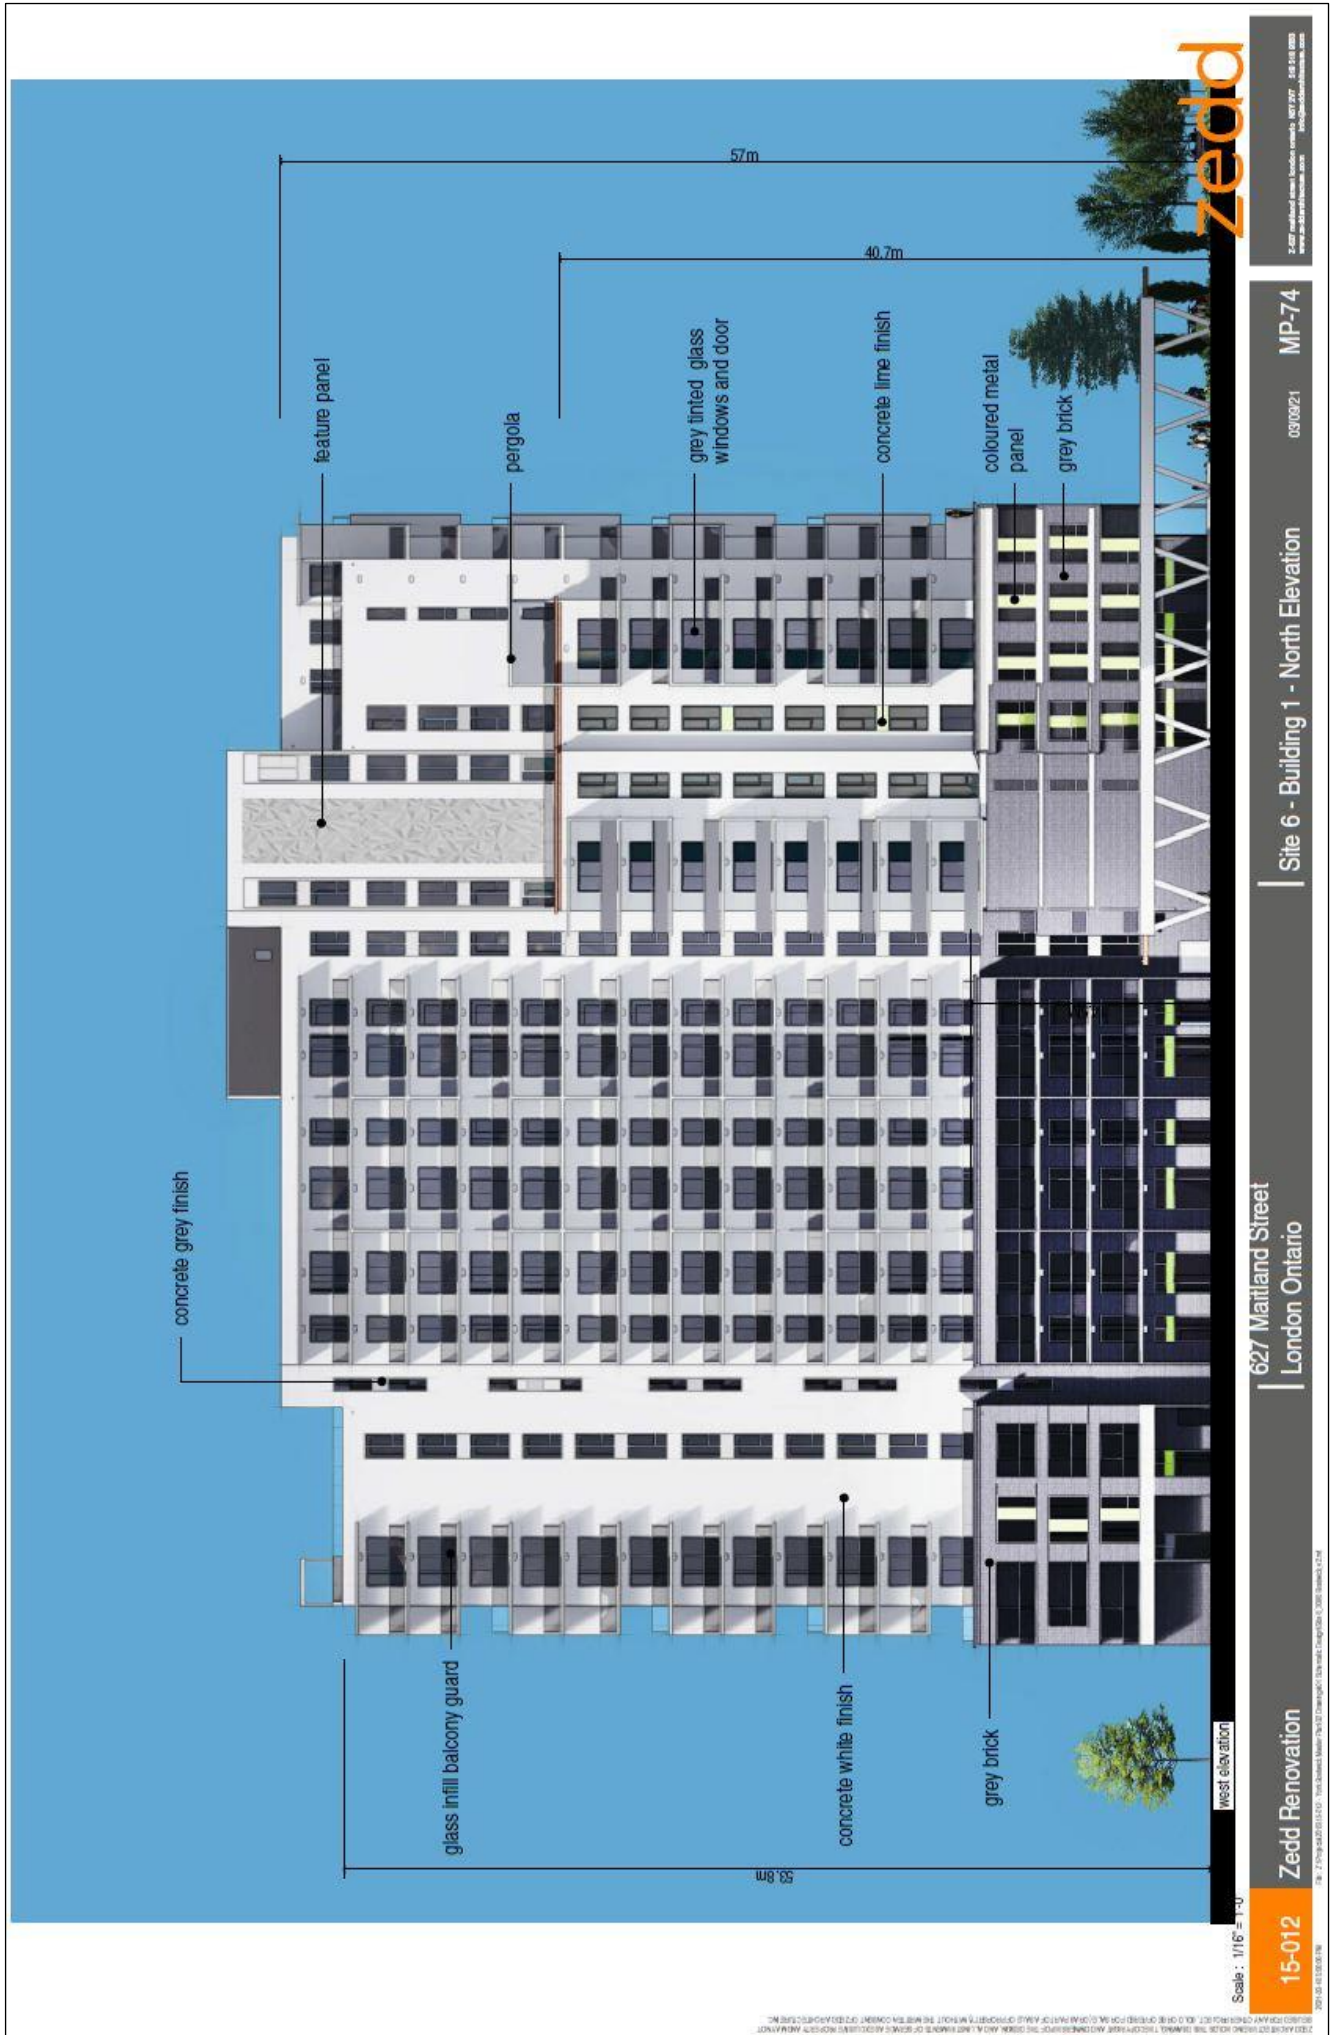 concrete grey finish
feature panel
57m
pergola
40.7m
glass infill balcony guard
grey tinted glass
windows and door
concrete white finish
concrete lime finish
53.8m
grey brick
coloured metal
panel
grey brick
west elevation
Scale : 1/16" = 1'-0
15-012
Zedd Renovation
627 Maitland Street
London Ontario
Site 6 - Building 1 - North Elevation
03/09/21
MP-74
zedd